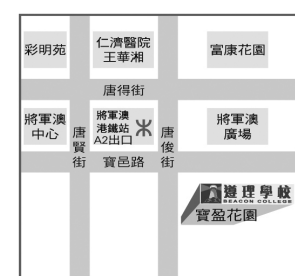 彩明苑
仁濟醫院
王華湘
富康花園
唐得街
將軍澳
中心
唐賢街
將軍澳
港鐵站
A2出口
唐俊街
將軍澳
廣場
寶邑路
遵理學校
BEACON COLLEGE
寶盈花園